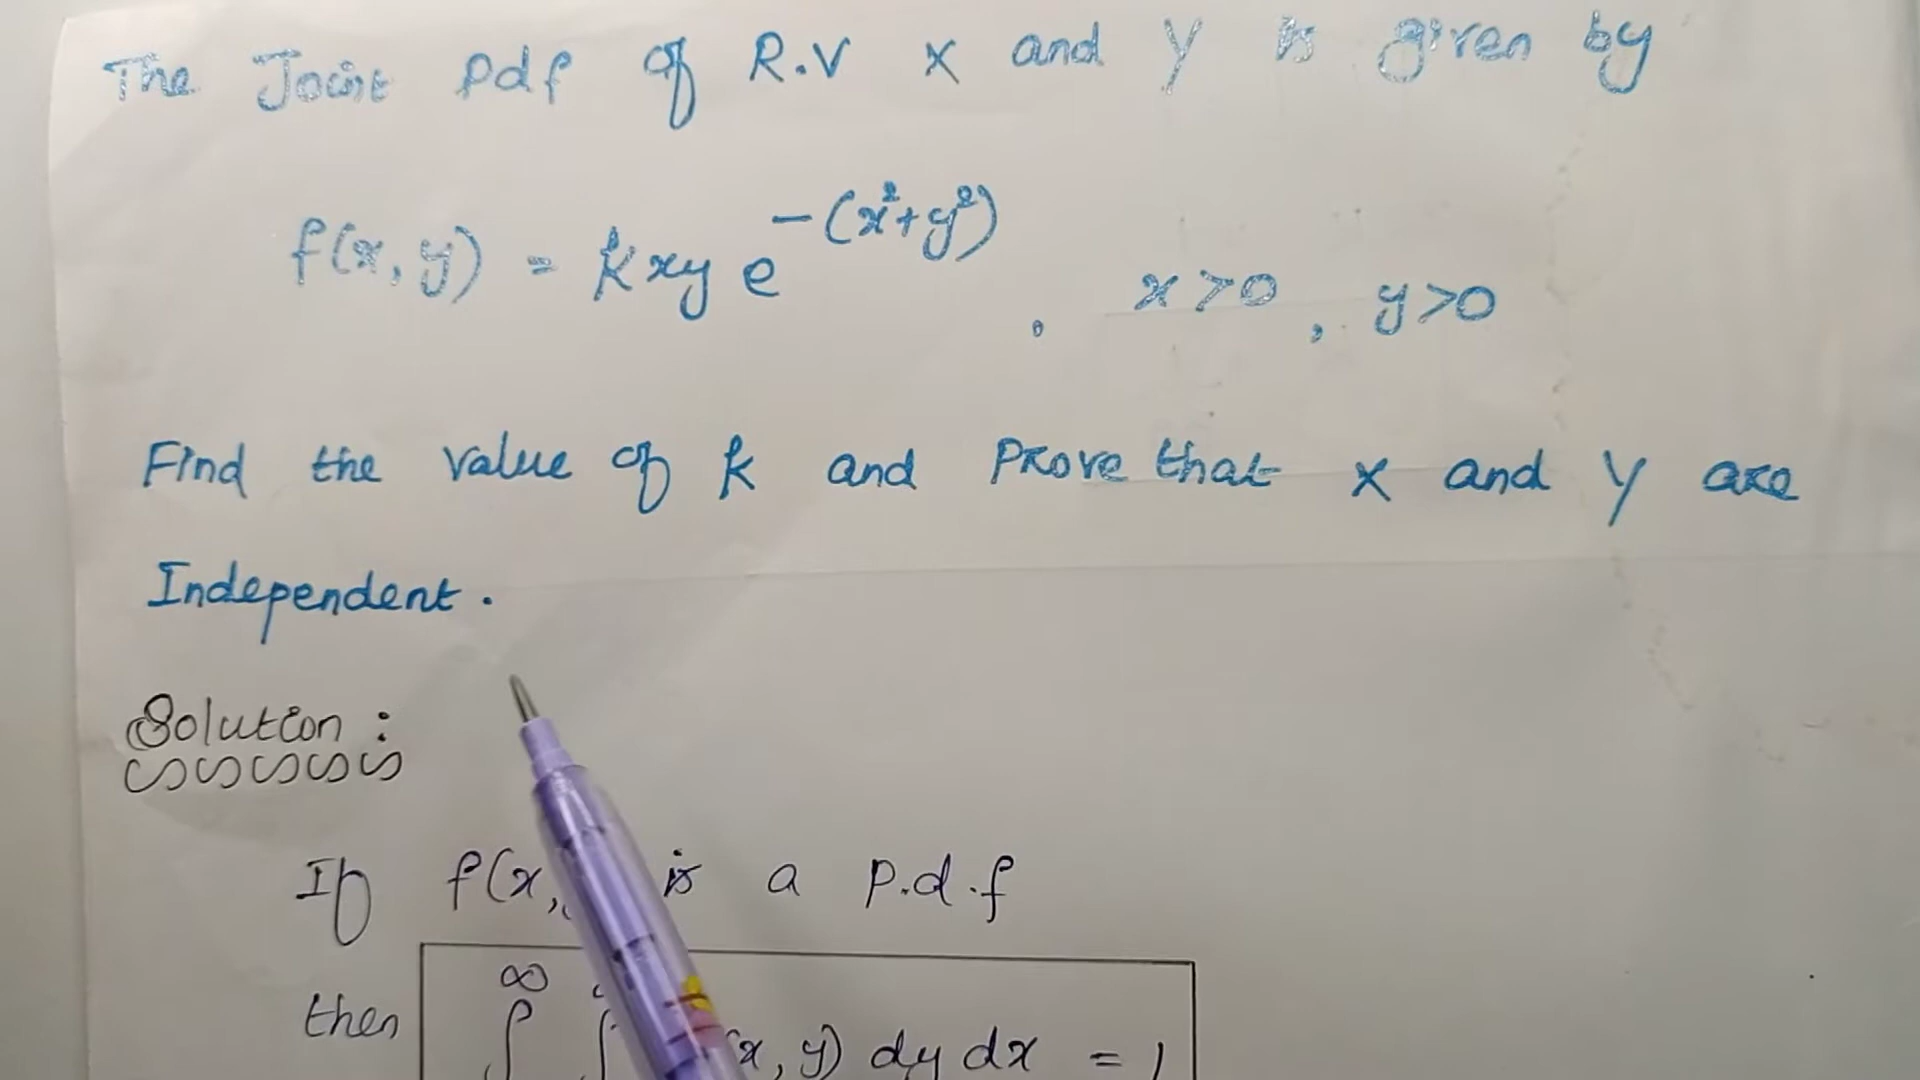 The Joint Pdf of R.V X and Y is given by
f(x, y) = kxy e^-(x²+y²), x>0, y>0
Find the value of k and Prove that X and Y are
Independent.
Solution:
If f(x, is a p.d.f
then ∞
∫ ∫ (x, y) dy dx = 1